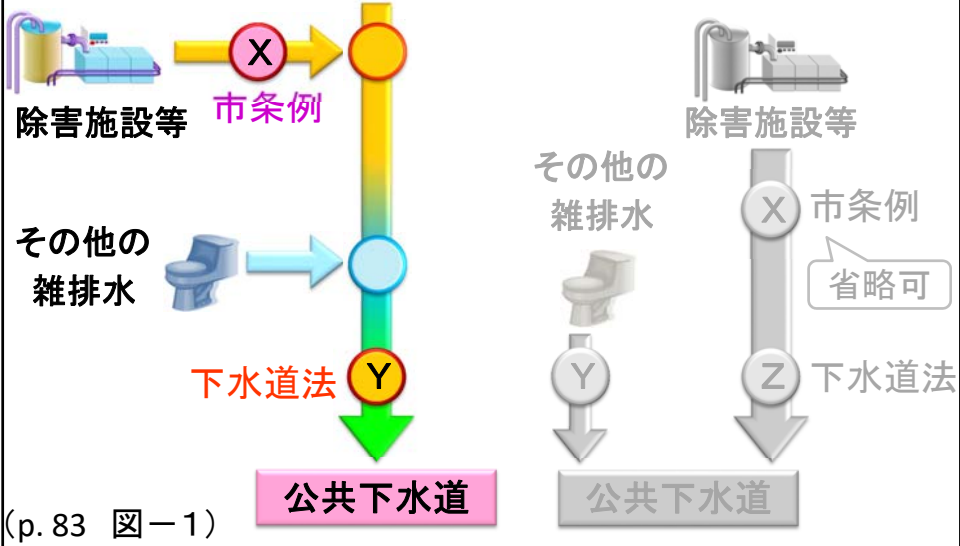 X
除害施設等
市条例
その他の
雑排水
下水道法
Y
公共下水道
(p. 83 図－1)
除害施設等
その他の
雑排水
X
市条例
省略可
Y
Z
下水道法
公共下水道